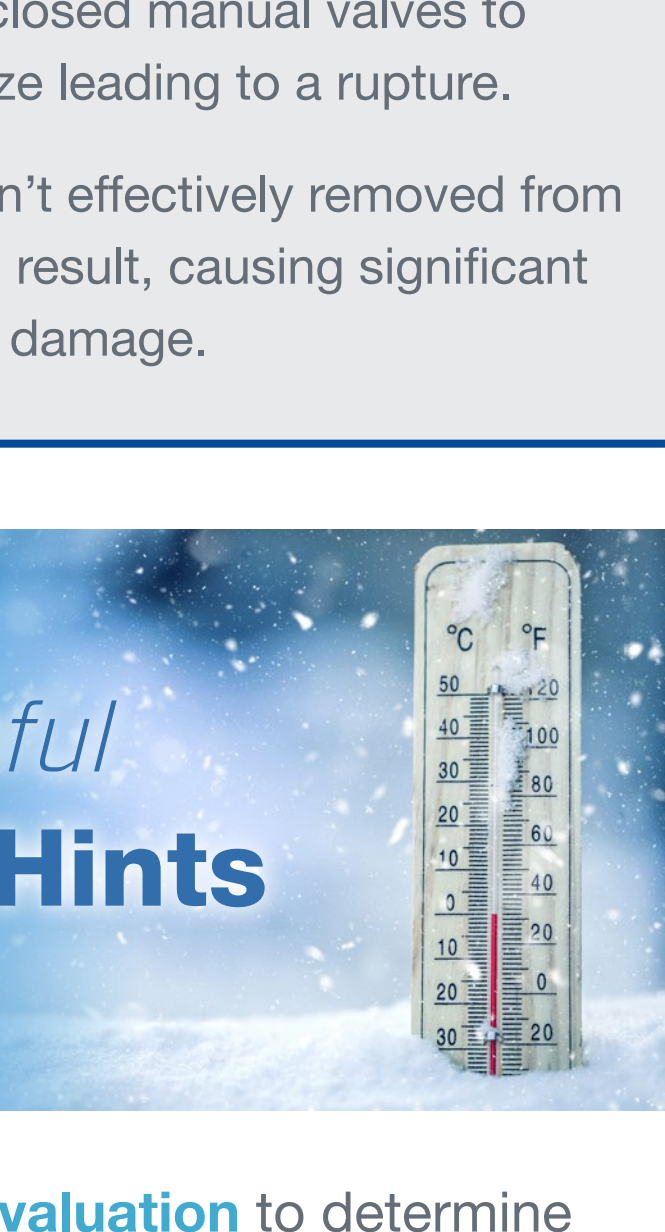 closed manual valves to
ze leading to a rupture.
n't effectively removed from
result, causing significant
damage.
°C °F
50 120
40 100
30 80
20 60
10 40
0 20
10 0
20 20
30
ful
Hints
valuation to determine